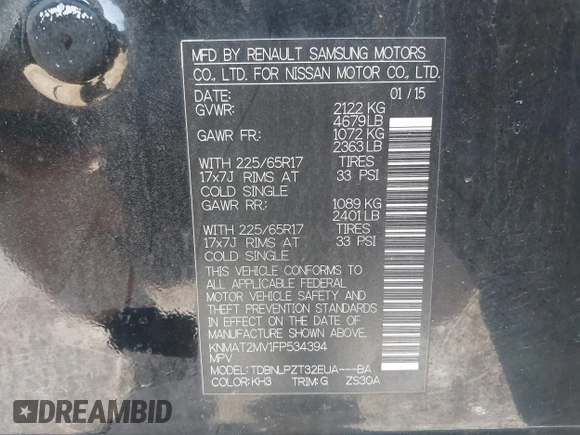 MFD BY RENAULT SAMSUNG MOTORS
CO., LTD. FOR NISSAN MOTOR CO., LTD.
DATE: 01 / 15
GVWR: 2122 KG
4679 LB
GAWR FR: 1072 KG
2363 LB
WITH 225/65R17 TIRES
17x7J RIMS AT 33 PSI
COLD SINGLE
GAWR RR: 1089 KG
2401 LB
WITH 225/65R17 TIRES
17x7J RIMS AT 33 PSI
COLD SINGLE
THIS VEHICLE CONFORMS TO
ALL APPLICABLE FEDERAL
MOTOR VEHICLE SAFETY AND
THEFT PREVENTION STANDARDS
IN EFFECT ON THE DATE OF
MANUFACTURE SHOWN ABOVE.
KNMAT2MV1FP534394
MPV
MODEL: TDBNLPZT32EUA---BA
COLOR: KH3 TRIM: G ZS30A
DREAMBID